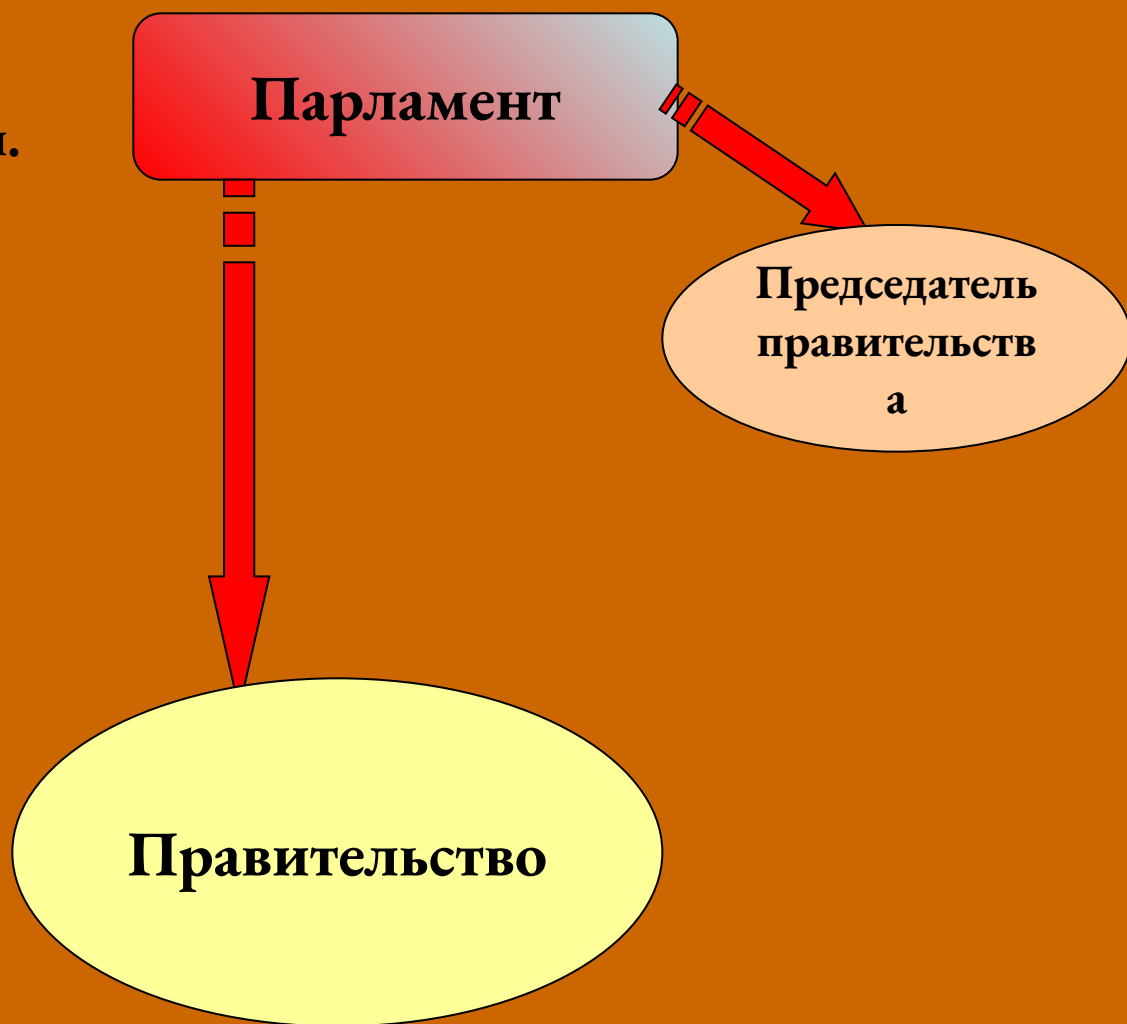 Парламент
Председатель
правительств
а
Правительство